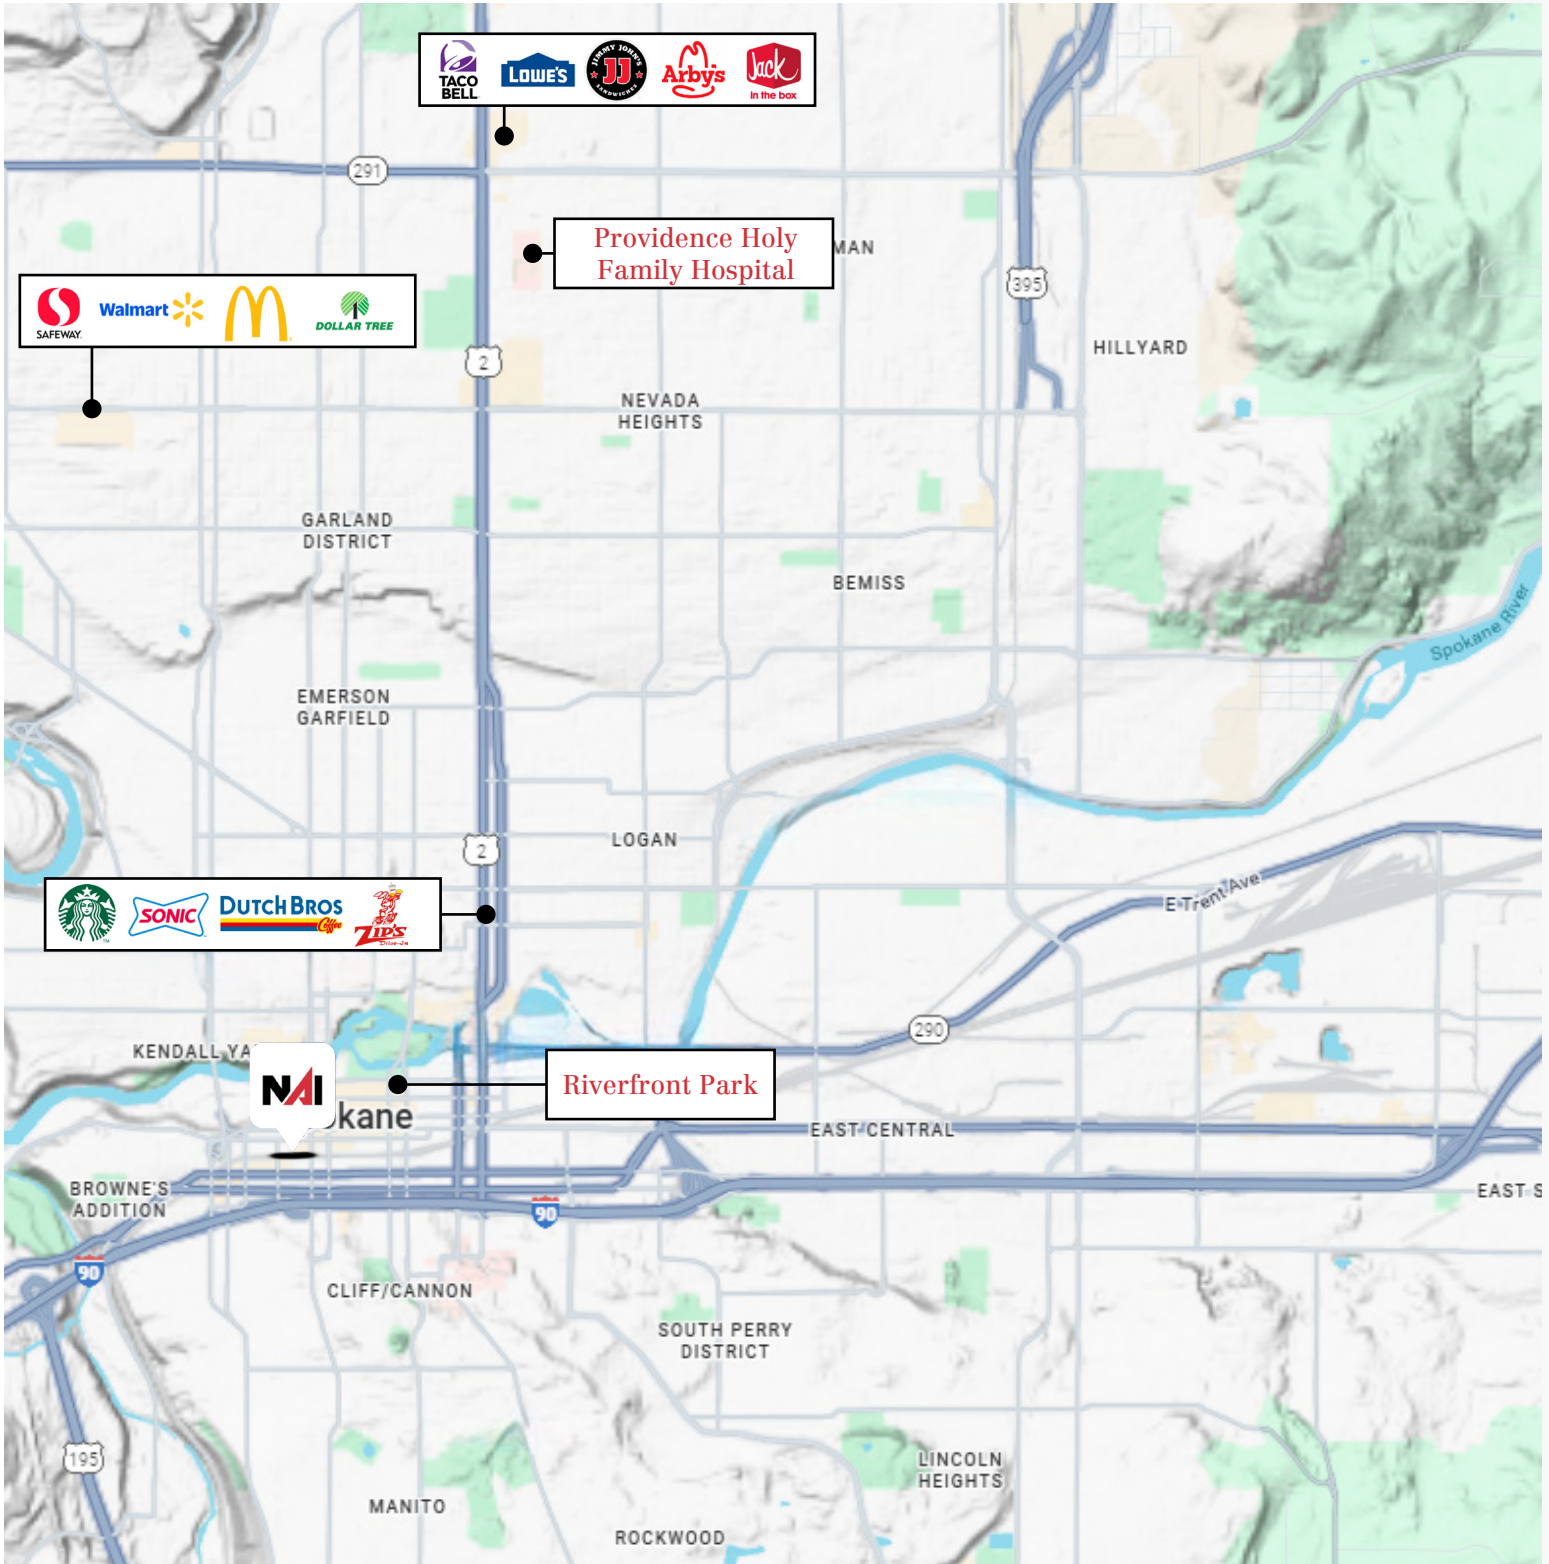 TACO
BELL
LOWE'S
JIMMY JOHN'S
JJ
SANDWICHES
Arby's
Jack
in the box
291
Providence Holy
Family Hospital
MAN
395
SAFEWAY
Walmart
DOLLAR TREE
HILLYARD
2
NEVADA
HEIGHTS
GARLAND
DISTRICT
BEMISS
Spokane River
EMERSON
GARFIELD
LOGAN
2
E Trent Ave
SONIC
DUTCH BROS
Coffee
ZIP'S
Drive-In
290
KENDALL YA
NAI
Riverfront Park
kane
EAST CENTRAL
BROWNE'S
ADDITION
EAST S
90
90
CLIFF/CANNON
SOUTH PERRY
DISTRICT
195
LINCOLN
HEIGHTS
MANITO
ROCKWOOD